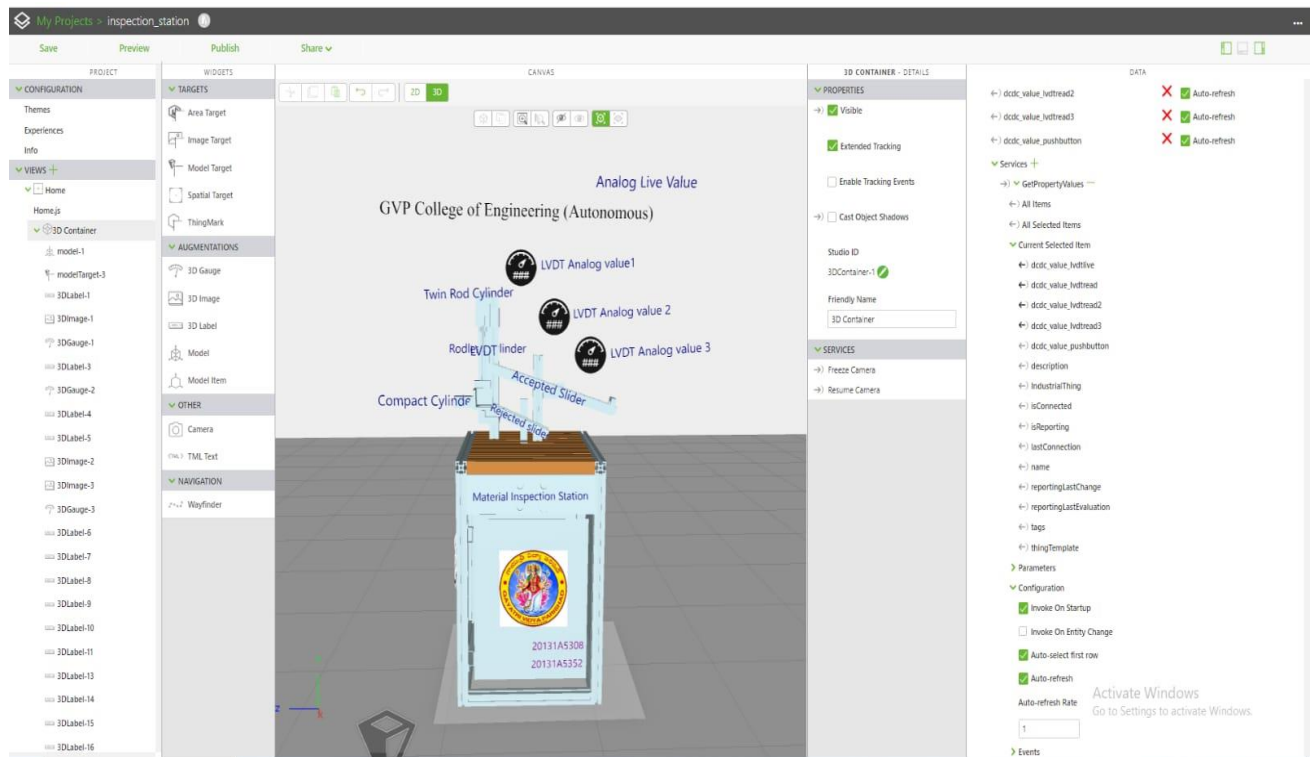 My Projects > inspection_station
Save Preview Publish Share
PROJECT
CONFIGURATION
Themes
Experiences
Info
VIEWS
Home
Home.js
3D Container
model-1
modelTarget-3
3DLabel-1
3DImage-1
3DGauge-1
3DLabel-3
3DGauge-2
3DLabel-4
3DLabel-5
3DImage-2
3DImage-3
3DGauge-3
3DLabel-6
3DLabel-7
3DLabel-8
3DLabel-9
3DLabel-10
3DLabel-11
3DLabel-13
3DLabel-14
3DLabel-15
3DLabel-16
WIDGETS
TARGETS
Area Target
Image Target
Model Target
Spatial Target
ThingMark
AUGMENTATIONS
3D Gauge
3D Image
3D Label
Model
Model Item
OTHER
Camera
TML Text
NAVIGATION
Wayfinder
CANVAS
2D 3D
Analog Live Value
GVP College of Engineering (Autonomous)
###
LVDT Analog value1
Twin Rod Cylinder
###
LVDT Analog value 2
LVDT
linder
###
LVDT Analog value 3
Accepted Slider
Compact Cylinde
Rejected slide
Material Inspection Station
20131A5308
20131A5352
z
x
3D CONTAINER - DETAILS
PROPERTIES
Visible
Extended Tracking
Enable Tracking Events
Cast Object Shadows
Studio ID
3DContainer-1
Friendly Name
3D Container
SERVICES
Freeze Camera
Resume Camera
DATA
dcdc_value_lvdtread2 Auto-refresh
dcdc_value_lvdtread3 Auto-refresh
dcdc_value_pushbutton Auto-refresh
Services
GetPropertyValues
All Items
All Selected Items
Current Selected Item
dcdc_value_lvdtlive
dcdc_value_lvdtread
dcdc_value_lvdtread2
dcdc_value_lvdtread3
dcdc_value_pushbutton
description
IndustrialThing
isConnected
isReporting
lastConnection
name
reportingLastChange
reportingLastEvaluation
tags
thingTemplate
Parameters
Configuration
Invoke On Startup
Invoke On Entity Change
Auto-select first row
Auto-refresh
Auto-refresh Rate
1
Events
Activate Windows
Go to Settings to activate Windows.